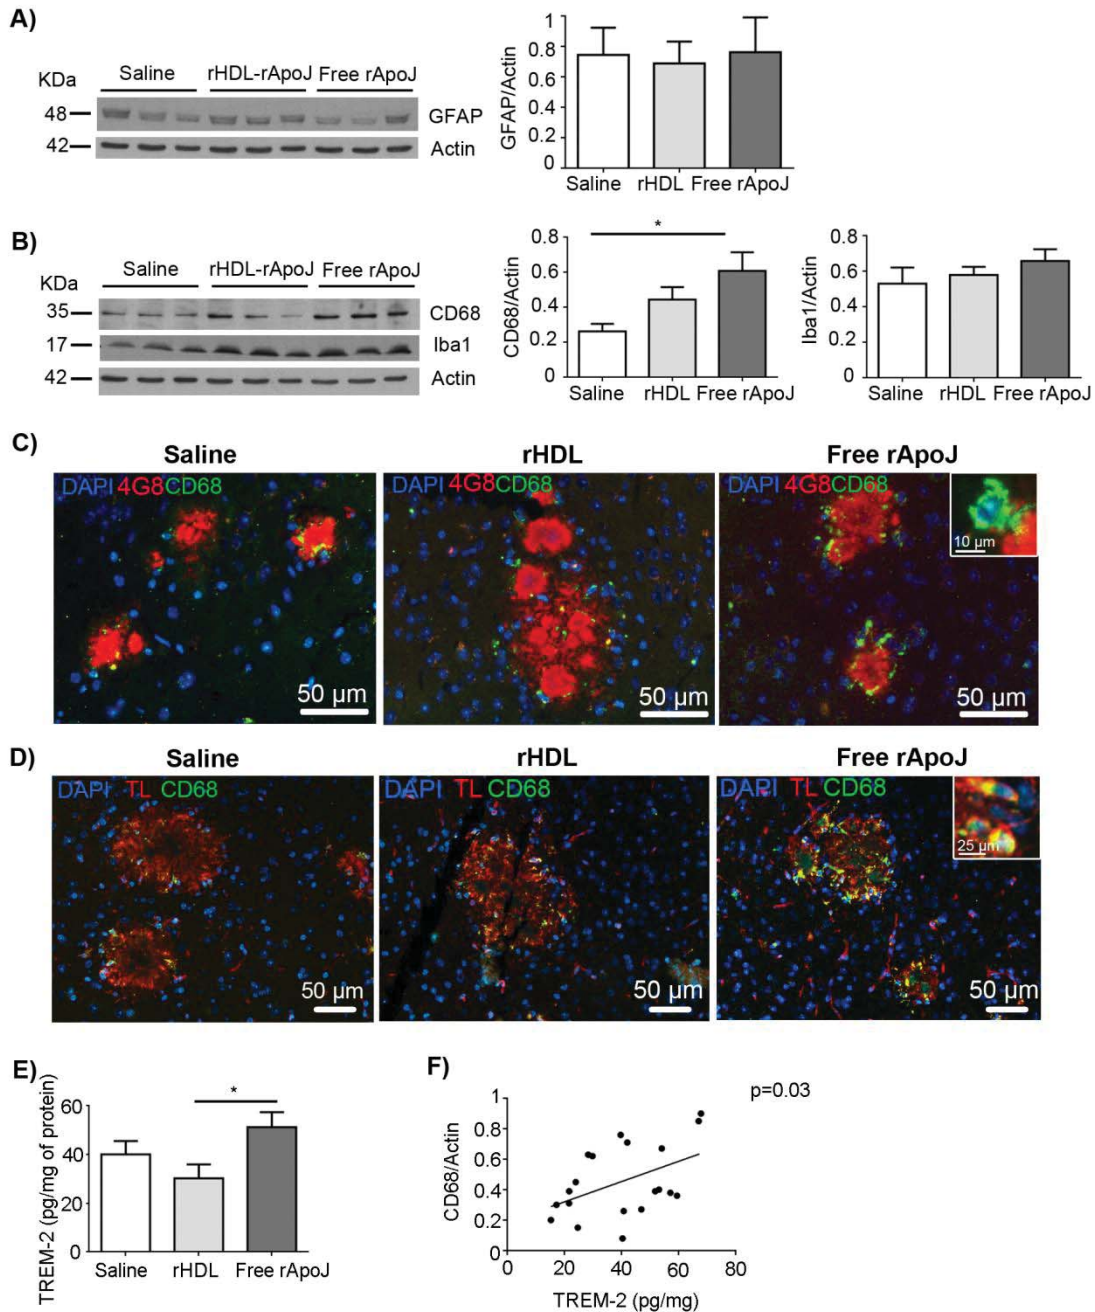 A)
KDa
Saline
rHDL-rApoJ
Free rApoJ
48
GFAP
42
Actin
GFAP/Actin
1
0.8
0.6
0.4
0.2
0
Saline
rHDL
Free rApoJ
B)
KDa
Saline
rHDL-rApoJ
Free rApoJ
35
CD68
17
Iba1
42
Actin
*
CD68/Actin
0.8
0.6
0.4
0.2
0
Saline
rHDL
Free rApoJ
Iba1/Actin
0.8
0.6
0.4
0.2
0
Saline
rHDL
Free rApoJ
C)
Saline
rHDL
Free rApoJ
DAPI 4G8 CD68
50 µm
DAPI 4G8 CD68
50 µm
DAPI 4G8 CD68
10 µm
50 µm
D)
Saline
rHDL
Free rApoJ
DAPI TL CD68
50 µm
DAPI TL CD68
50 µm
DAPI TL CD68
25 µm
50 µm
E)
*
TREM-2 (pg/mg of protein)
60
40
20
0
Saline
rHDL
Free rApoJ
F)
p=0.03
CD68/Actin
1
0.8
0.6
0.4
0.2
0
0
20
40
60
80
TREM-2 (pg/mg)